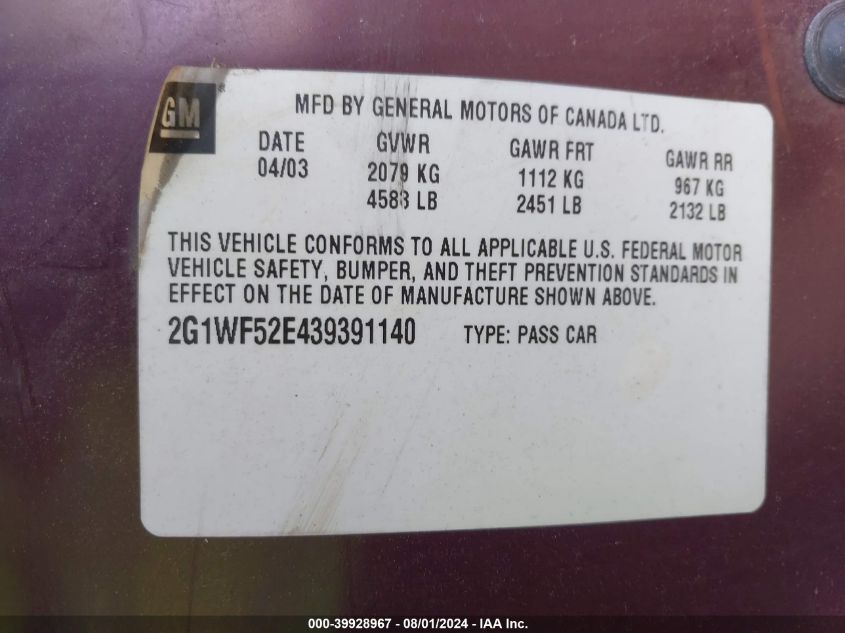 GM®
MFD BY GENERAL MOTORS OF CANADA LTD.
DATE GVWR GAWR FRT GAWR RR
04/03 2079 KG 1112 KG 967 KG
4583 LB 2451 LB 2132 LB
THIS VEHICLE CONFORMS TO ALL APPLICABLE U.S. FEDERAL MOTOR
VEHICLE SAFETY, BUMPER, AND THEFT PREVENTION STANDARDS IN
EFFECT ON THE DATE OF MANUFACTURE SHOWN ABOVE.
2G1WF52E439391140 TYPE: PASS CAR
000-39928967 - 08/01/2024 - IAA Inc.